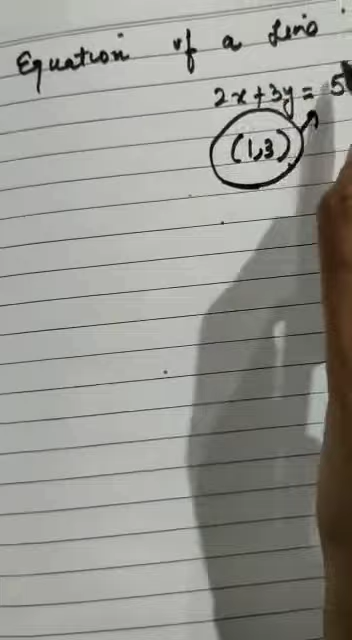 Equation of a Line
2x+3y = 5
(1,3)